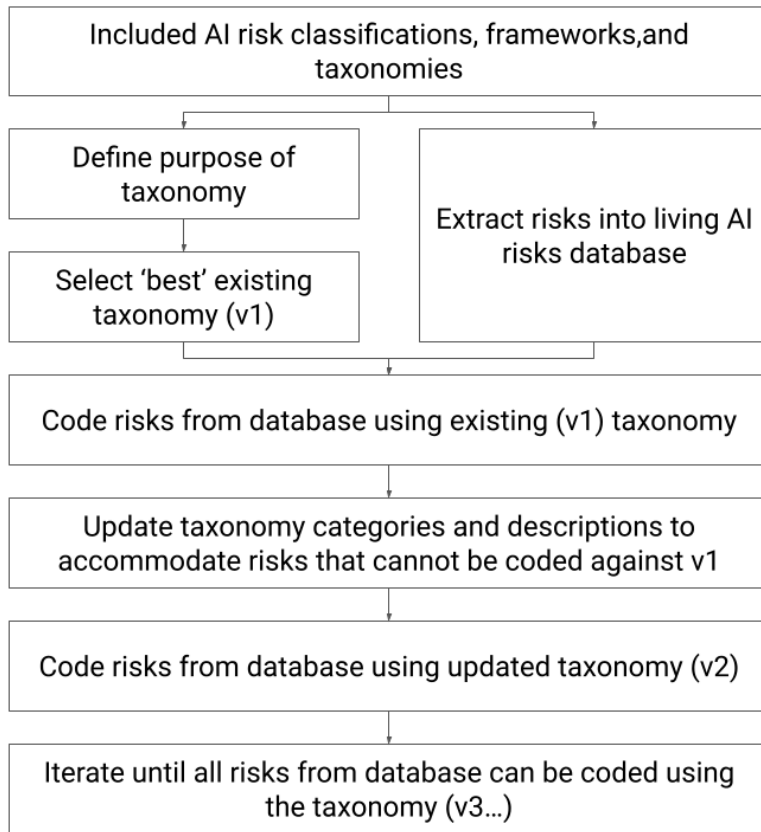 Included AI risk classifications, frameworks,and
taxonomies
Define purpose of
taxonomy
Select ‘best’ existing
taxonomy (v1)
Extract risks into living AI
risks database
Code risks from database using existing (v1) taxonomy
Update taxonomy categories and descriptions to
accommodate risks that cannot be coded against v1
Code risks from database using updated taxonomy (v2)
Iterate until all risks from database can be coded using
the taxonomy (v3...)